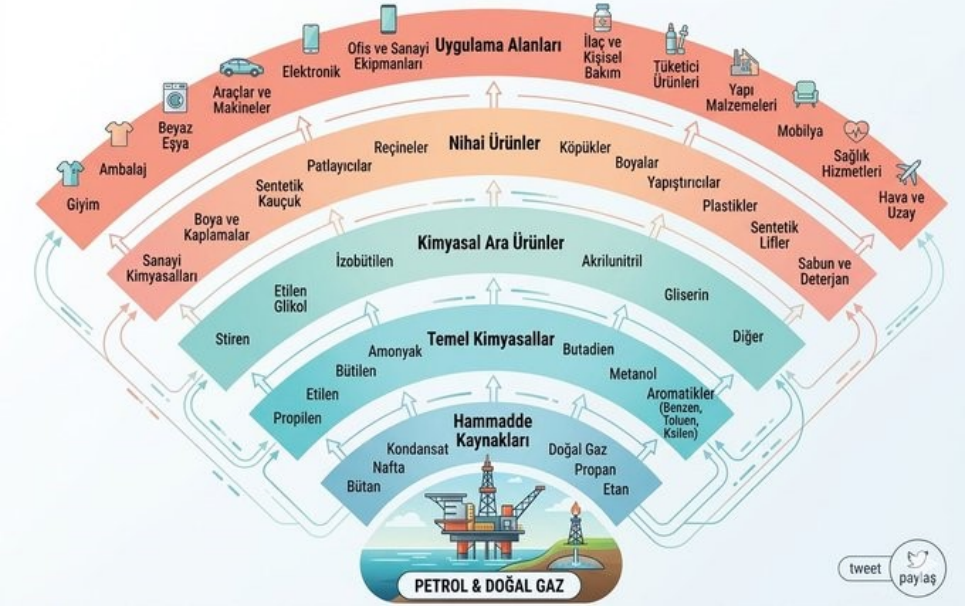 Uygulama Alanları
Giyim
Ambalaj
Beyaz
Eşya
Araçlar ve
Makineler
Elektronik
Ofis ve Sanayi
Ekipmanları
İlaç ve
Kişisel
Bakım
Tüketici
Ürünleri
Yapı
Malzemeleri
Mobilya
Sağlık
Hizmetleri
Hava ve
Uzay
Nihai Ürünler
Sanayi
Kimyasalları
Boya ve
Kaplamalar
Sentetik
Kauçuk
Patlayıcılar
Reçineler
Köpükler
Boyalar
Yapıştırıcılar
Plastikler
Sentetik
Lifler
Sabun ve
Deterjan
Kimyasal Ara Ürünler
Stiren
Etilen
Glikol
İzobütilen
Akrilunitril
Gliserin
Diğer
Temel Kimyasallar
Propilen
Etilen
Bütilen
Amonyak
Butadien
Metanol
Aromatikler
(Benzen,
Toluen,
Ksilen)
Hammadde
Kaynakları
Bütan
Nafta
Kondansat
Doğal Gaz
Propan
Etan
PETROL & DOĞAL GAZ
tweet
paylaş